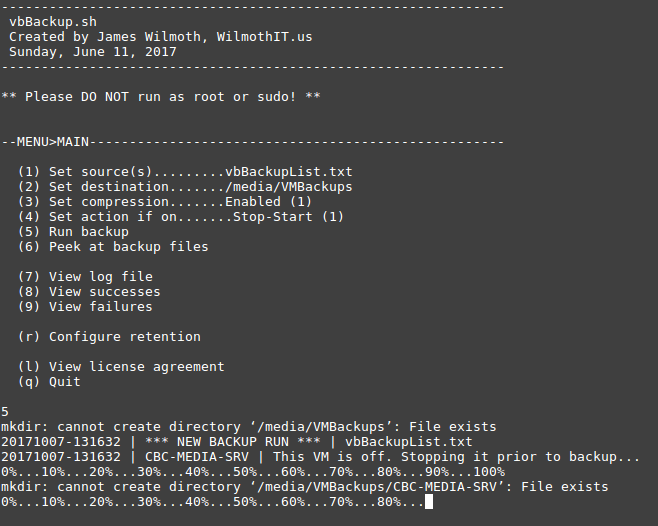 ---------------------------------------------------------------
vbBackup.sh
Created by James Wilmoth, WilmothIT.us
Sunday, June 11, 2017
---------------------------------------------------------------
** Please DO NOT run as root or sudo! **
--MENU>MAIN----------------------------------------------------
(1) Set source(s).........vbBackupList.txt
(2) Set destination......./media/VMBackups
(3) Set compression.......Enabled (1)
(4) Set action if on.......Stop-Start (1)
(5) Run backup
(6) Peek at backup files
(7) View log file
(8) View successes
(9) View failures
(r) Configure retention
(l) View license agreement
(q) Quit
5
mkdir: cannot create directory ‘/media/VMBackups’: File exists
20171007-131632 | *** NEW BACKUP RUN *** | vbBackupList.txt
20171007-131632 | CBC-MEDIA-SRV | This VM is off. Stopping it prior to backup...
0%...10%...20%...30%...40%...50%...60%...70%...80%...90%...100%
mkdir: cannot create directory ‘/media/VMBackups/CBC-MEDIA-SRV’: File exists
0%...10%...20%...30%...40%...50%...60%...70%...80%...